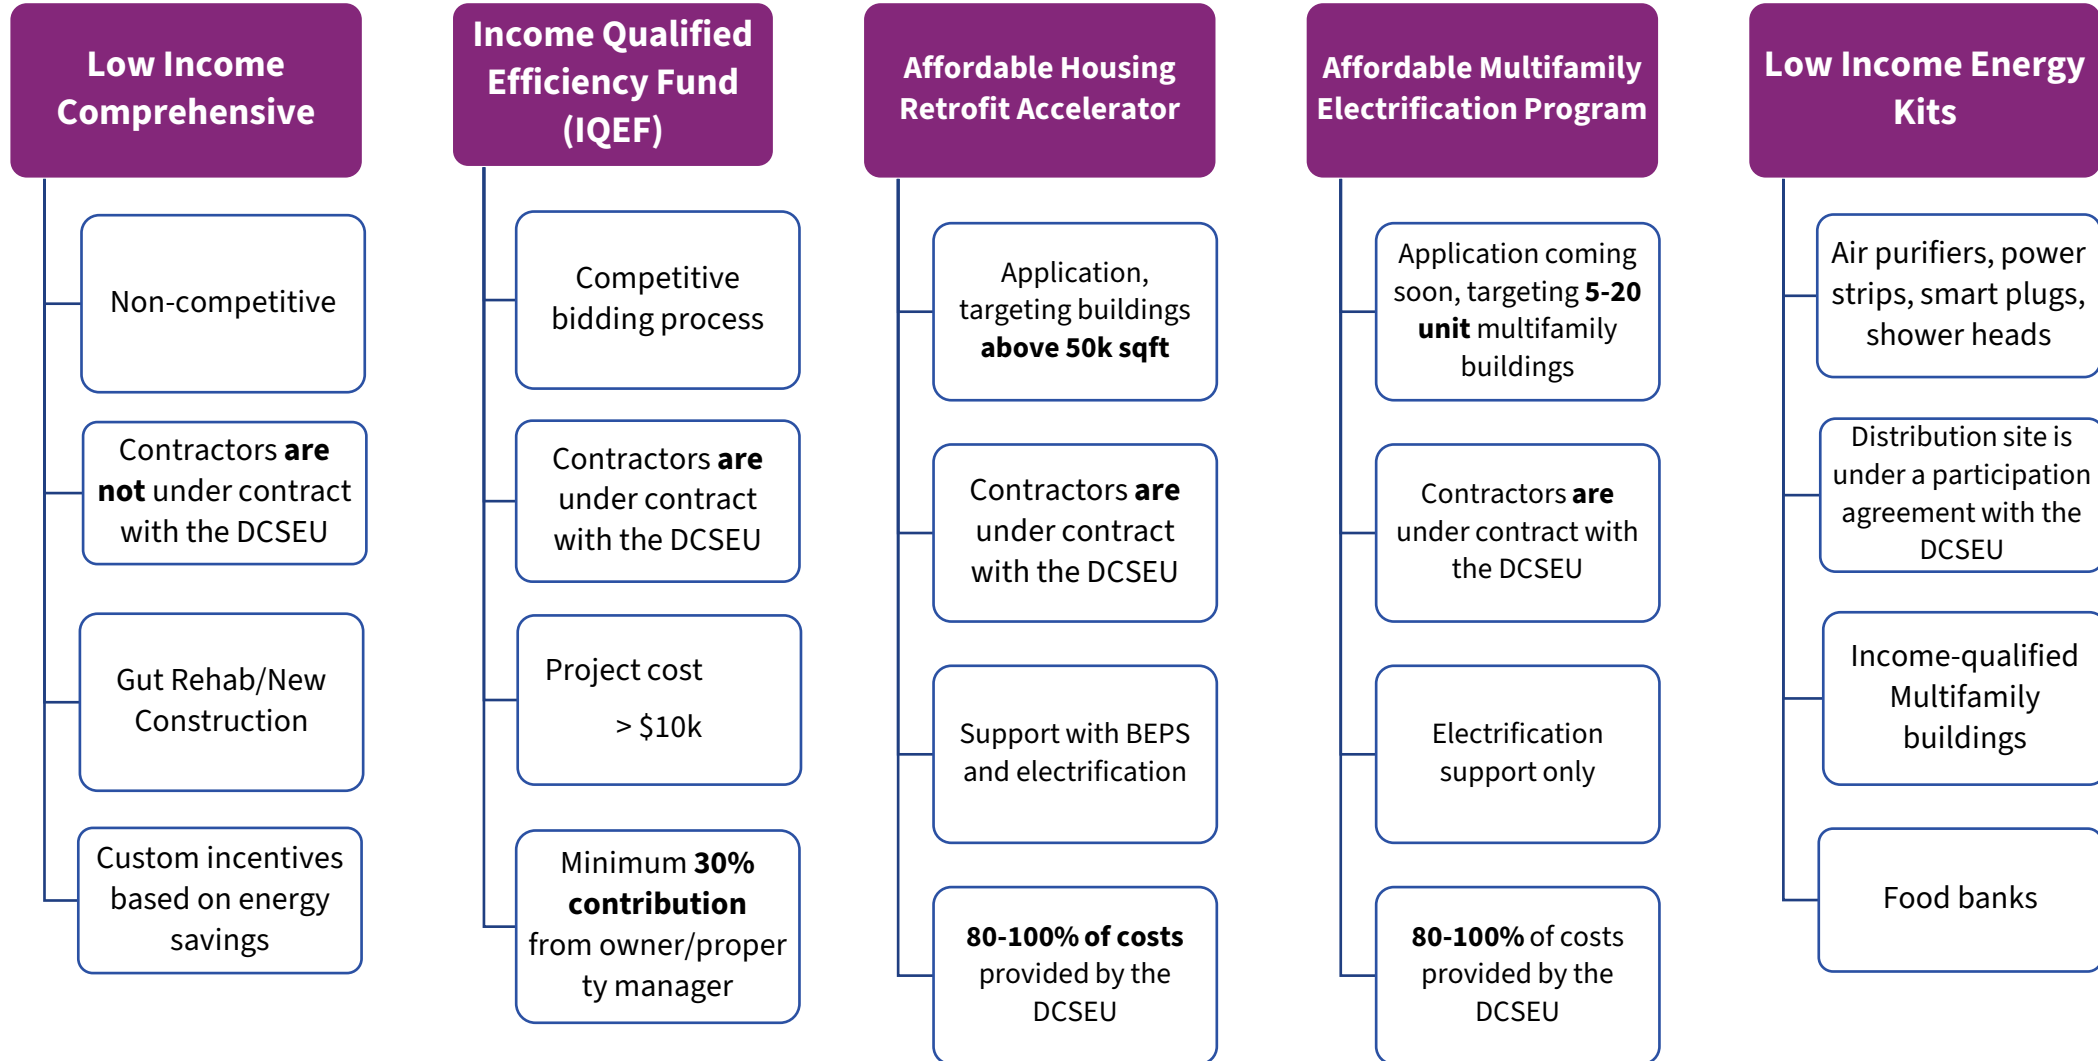 Low Income
Comprehensive
Non-competitive
Contractors are
not under contract
with the DCSEU
Gut Rehab/New
Construction
Custom incentives
based on energy
savings
Income Qualified
Efficiency Fund
(IQEF)
Competitive
bidding process
Contractors are
under contract
with the DCSEU
Project cost
> $10k
Minimum 30%
contribution
from owner/proper
ty manager
Affordable Housing
Retrofit Accelerator
Application,
targeting buildings
above 50k sqft
Contractors are
under contract
with the DCSEU
Support with BEPS
and electrification
80-100% of costs
provided by the
DCSEU
Affordable Multifamily
Electrification Program
Application coming
soon, targeting 5-20
unit multifamily
buildings
Contractors are
under contract with
the DCSEU
Electrification
support only
80-100% of costs
provided by the
DCSEU
Low Income Energy
Kits
Air purifiers, power
strips, smart plugs,
shower heads
Distribution site is
under a participation
agreement with the
DCSEU
Income-qualified
Multifamily
buildings
Food banks